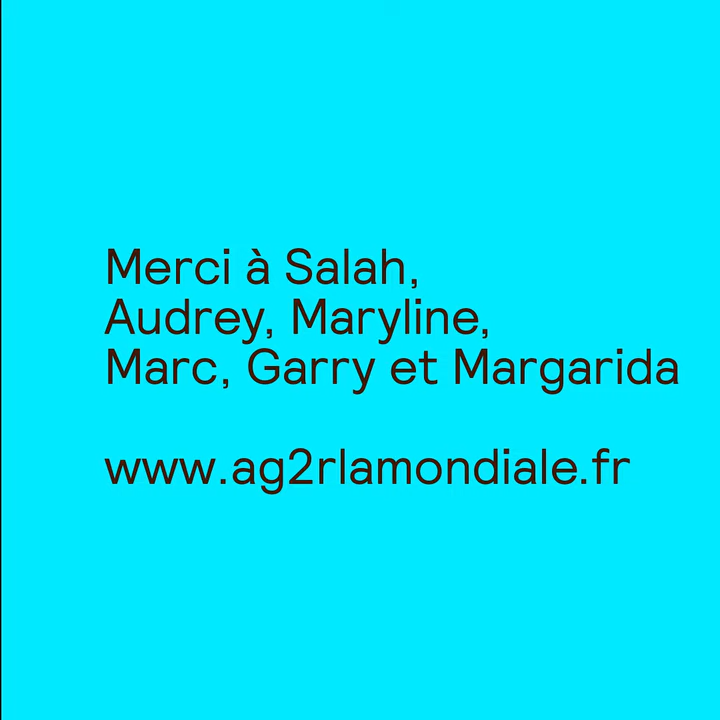 Merci à Salah,
Audrey, Maryline,
Marc, Garry et Margarida
www.ag2rlamondiale.fr